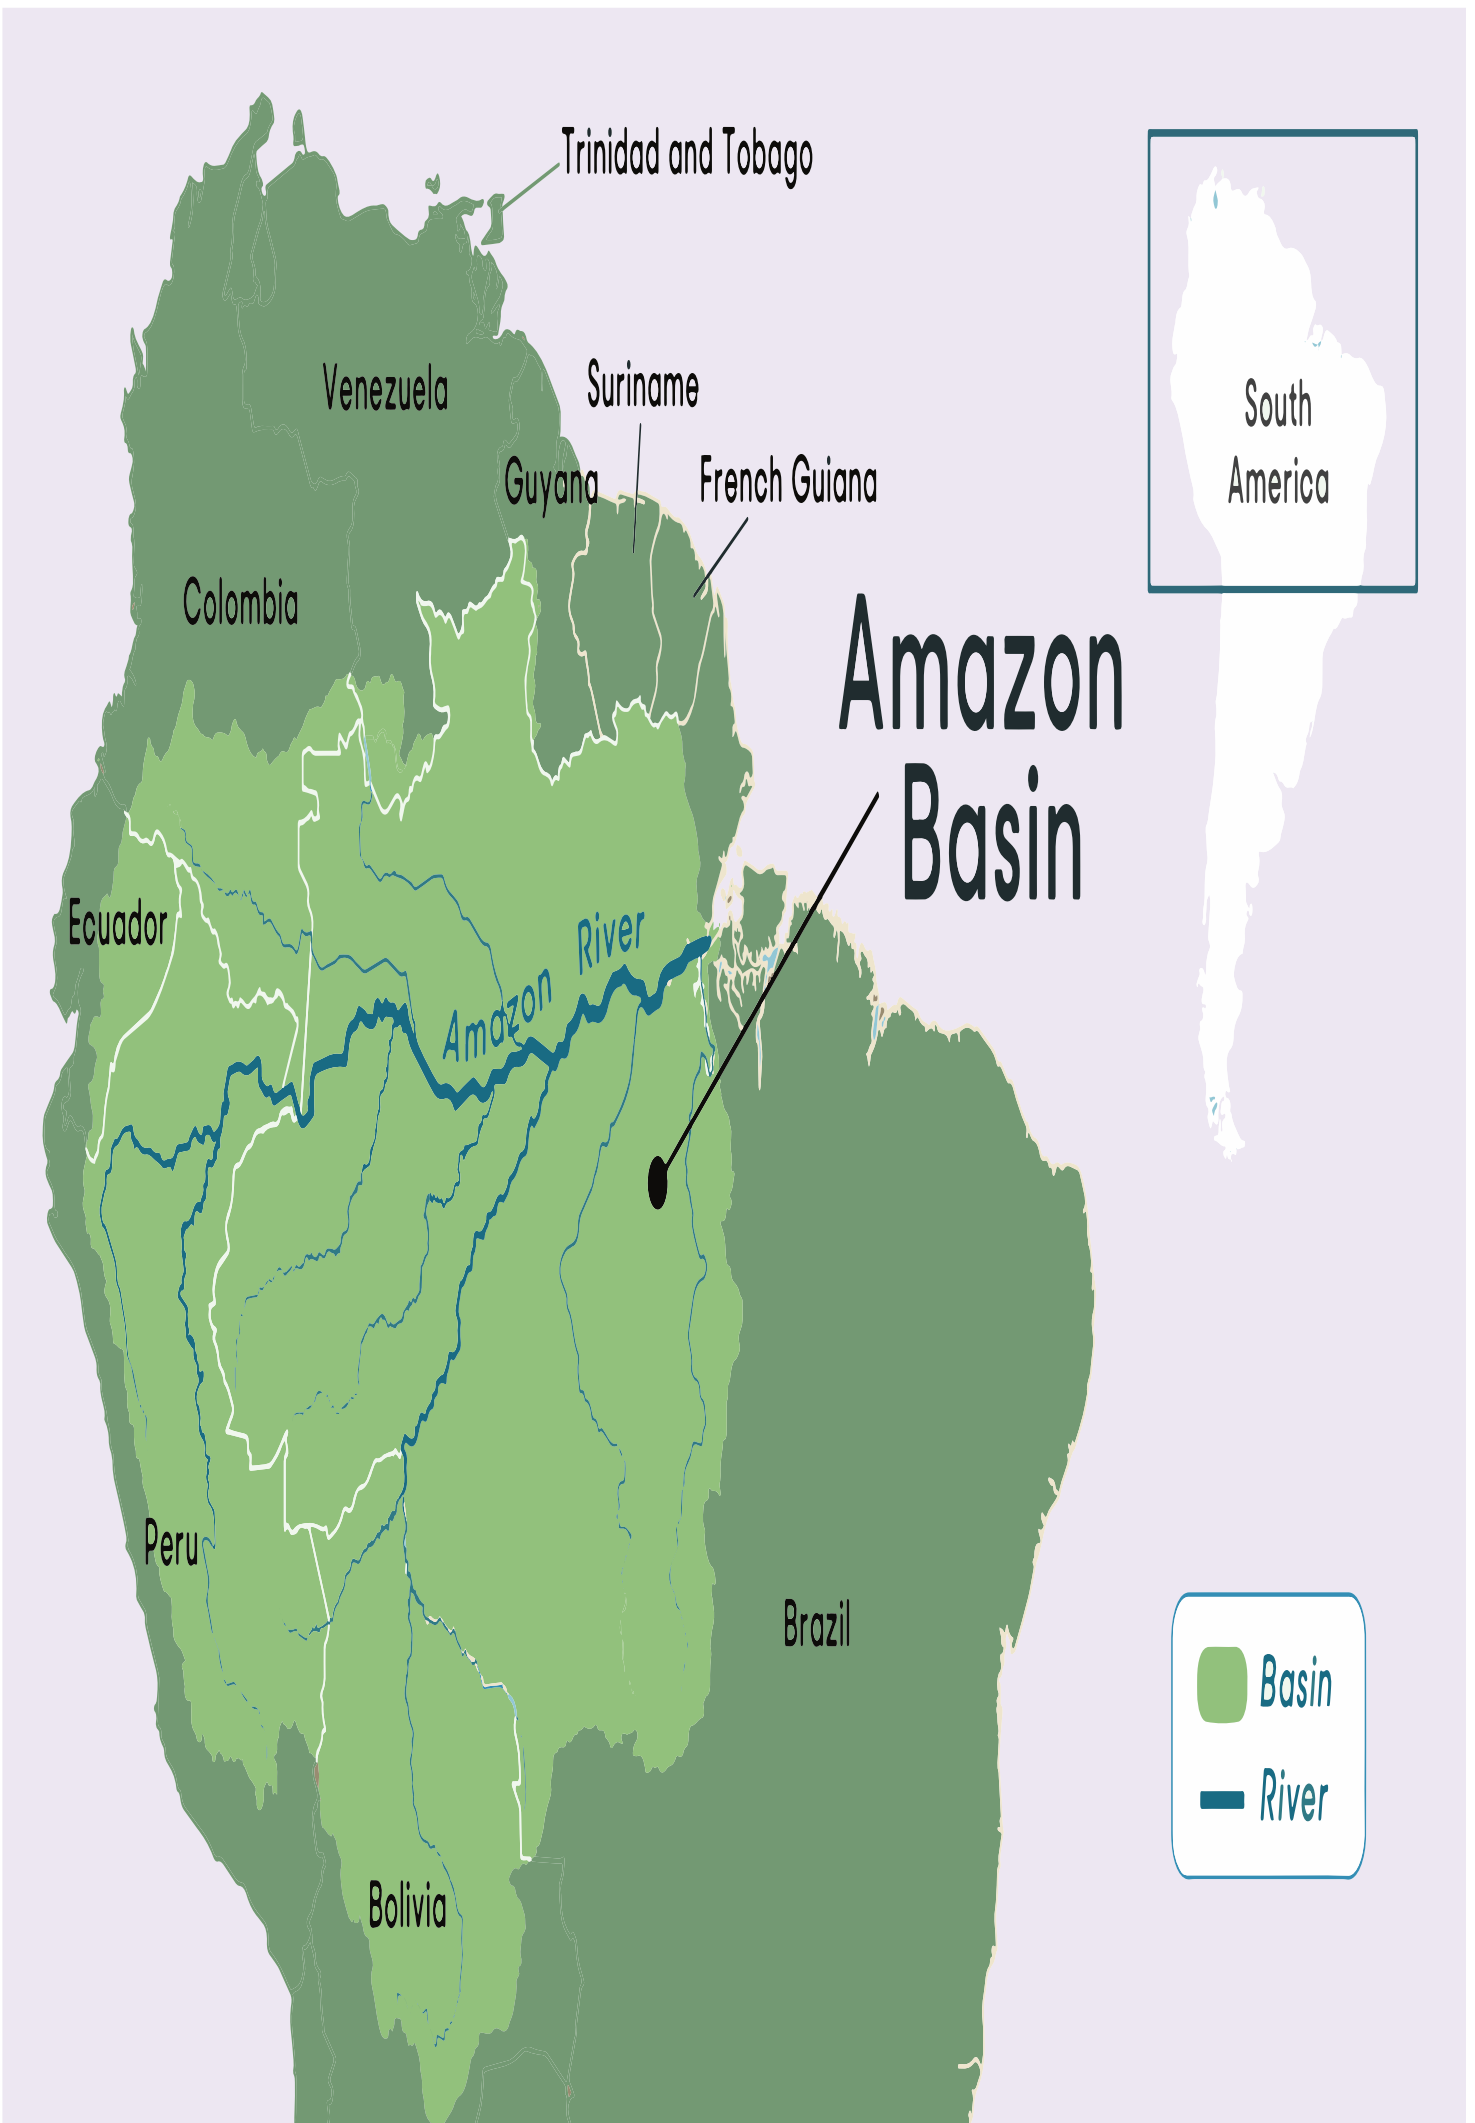 Trinidad and Tobago
Venezuela
Suriname
Guyana
French Guiana
Colombia
South
America
Amazon
Basin
Ecuador
Amazon River
Peru
Brazil
Bolivia
Basin
River